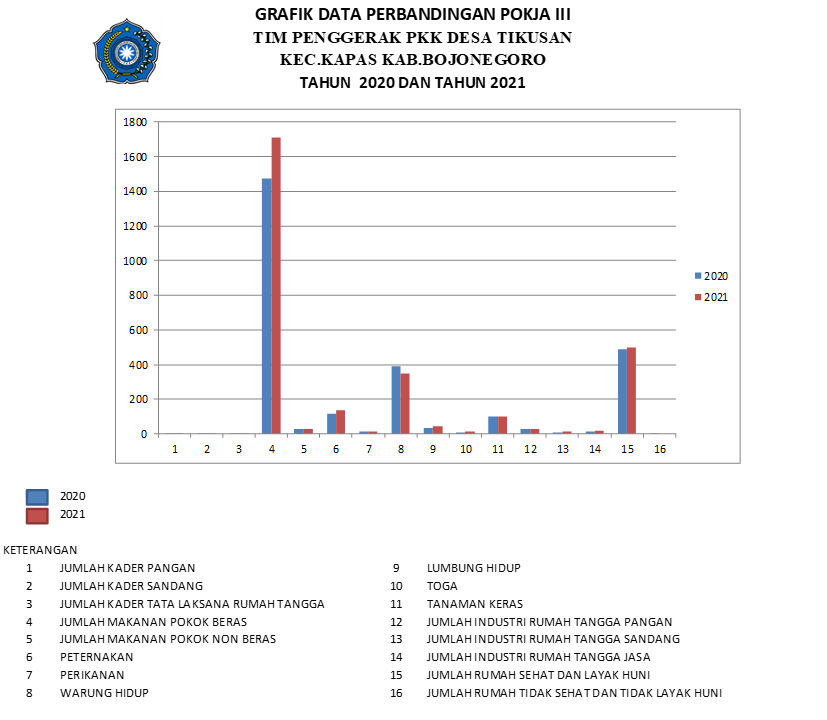 GRAFIK DATA PERBANDINGAN POKJA III
TIM PENGGERAK PKK DESA TIKUSAN
KEC.KAPAS KAB.BOJONEGORO
TAHUN 2020 DAN TAHUN 2021
1800
1600
1400
1200
1000
800
600
400
200
0
1 2 3 4 5 6 7 8 9 10 11 12 13 14 15 16
2020
2021
2020
2021
KETERANGAN
1 JUMLAH KADER PANGAN
2 JUMLAH KADER SANDANG
3 JUMLAH KADER TATA LAKSANA RUMAH TANGGA
4 JUMLAH MAKANAN POKOK BERAS
5 JUMLAH MAKANAN POKOK NON BERAS
6 PETERNAKAN
7 PERIKANAN
8 WARUNG HIDUP
9 LUMBUNG HIDUP
10 TOGA
11 TANAMAN KERAS
12 JUMLAH INDUSTRI RUMAH TANGGA PANGAN
13 JUMLAH INDUSTRI RUMAH TANGGA SANDANG
14 JUMLAH INDUSTRI RUMAH TANGGA JASA
15 JUMLAH RUMAH SEHAT DAN LAYAK HUNI
16 JUMLAH RUMAH TIDAK SEHAT DAN TIDAK LAYAK HUNI